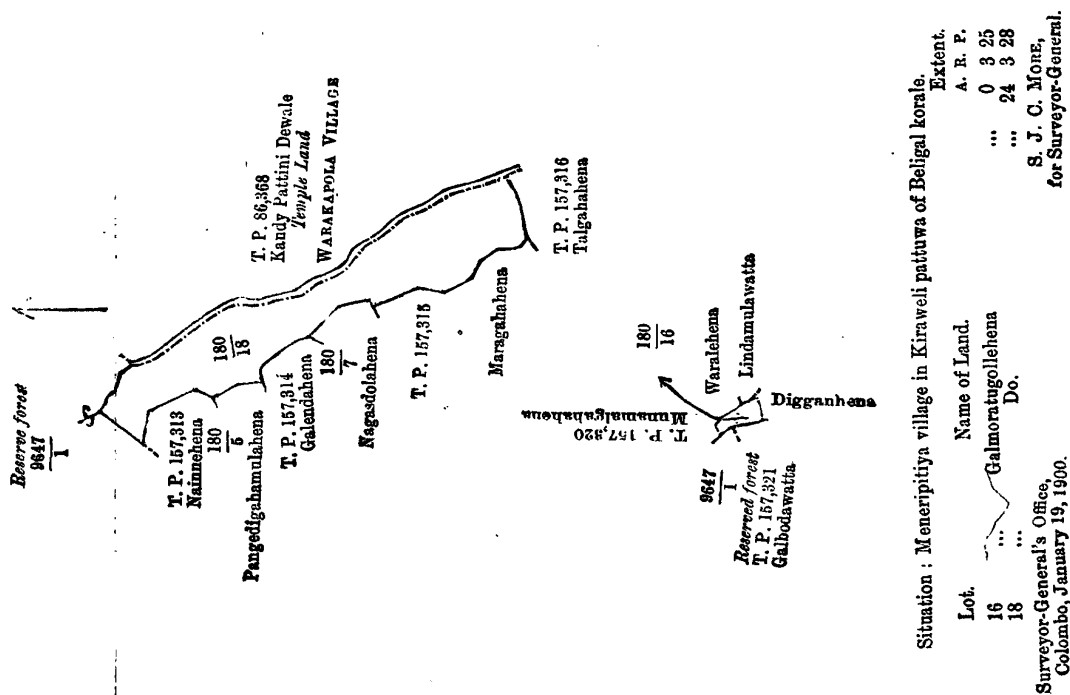 Reserve forest
9647
1
T. P. 86,368
Kandy Pattini Dewale
Temple Land
WARAKAPOLA VILLAGE
180
18
T. P. 157,313
Nainnehena
180
5
Pangedigahamulahena
T. P. 157,314
Galendahena
180
7
Nagasdolahena
T. P. 157,315
Maragahahena
T. P. 157,316
Talgahahena
180
16
Waralehena
Lindamulawatta
T. P. 157,320
Munamalgahahena
Digganhena
9647
1
Reserved forest
T. P. 157,321
Galbodawatta
Situation : Meneripitiya village in Kiraweli pattuwa of Beligal korale.
Extent.
Lot. Name of Land. A. R. P.
16 ... Galmoratugollehena ... 0 3 25
18 ... Do. ... 24 3 28
Surveyor-General's Office,
Colombo, January 19, 1900.
S. J. C. MORE,
for Surveyor-General.